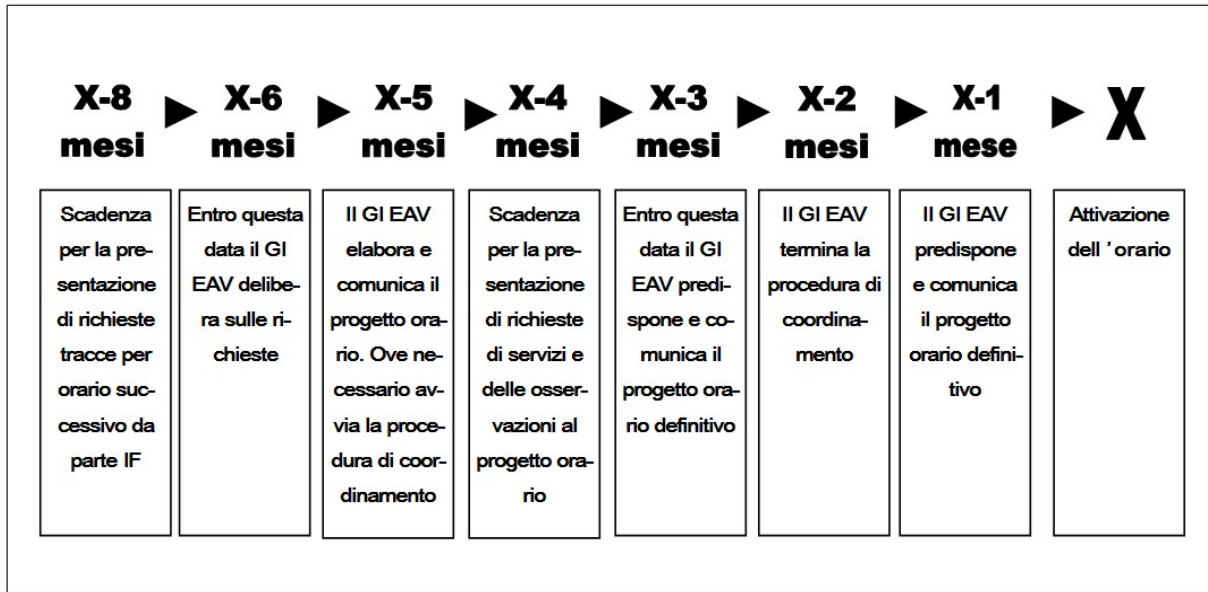 X-8
mesi
X-6
mesi
X-5
mesi
X-4
mesi
X-3
mesi
X-2
mesi
X-1
mese
X
Scadenza
per la pre-
sentazione
di richieste
tracce per
orario suc-
cessivo da
parte IF
Entro questa
data il GI
EAV delibe-
ra sulle ri-
chieste
Il GI EAV
elabora e
comunica il
progetto ora-
rio. Ove ne-
cessario av-
via la proce-
dura di coor-
dinamento
Scadenza
per la pre-
sentazione
di richieste
di servizi e
delle osser-
vazioni al
progetto ora-
rio
Entro questa
data il GI
EAV predi-
spone e co-
munica il
progetto ora-
rio definitivo
Il GI EAV
termina la
procedura di
coordina-
mento
Il GI EAV
predispone
e comunica
il progetto
orario defini-
tivo
Attivazione
dell 'orario